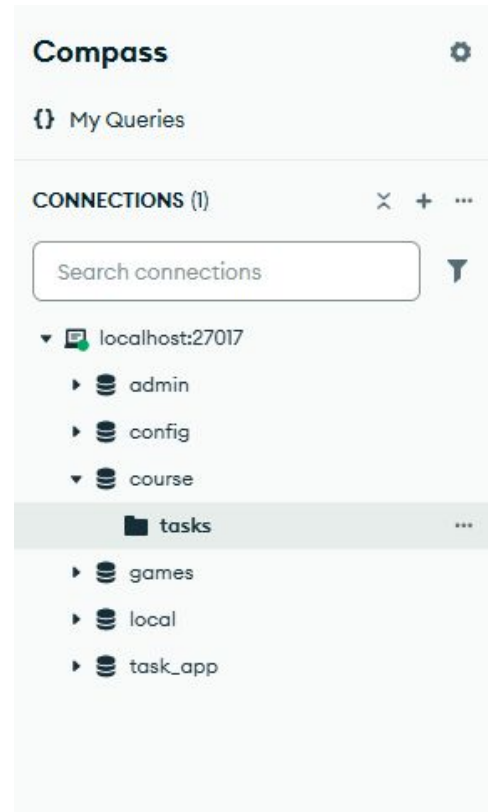 Compass
{} My Queries
CONNECTIONS (1)
Search connections
localhost:27017
admin
config
course
tasks
games
local
task_app